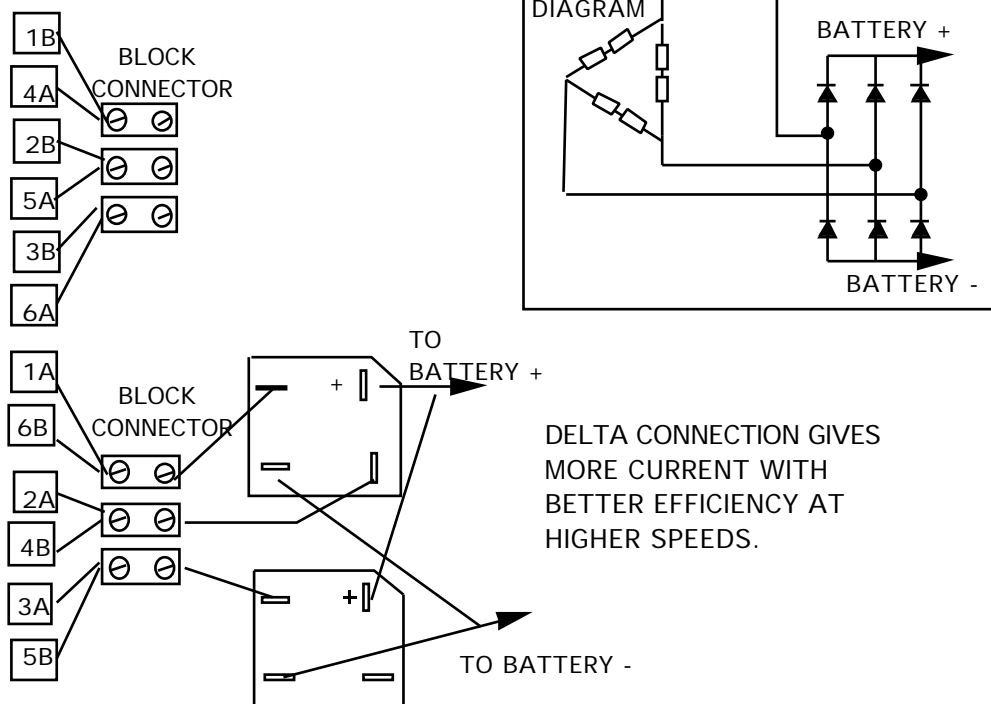 1B
4A
2B
5A
3B
6A
BLOCK
CONNECTOR
DIAGRAM
BATTERY +
BATTERY -
1A
6B
2A
4B
3A
5B
BLOCK
CONNECTOR
+
TO
BATTERY +
+
TO BATTERY -
DELTA CONNECTION GIVES
MORE CURRENT WITH
BETTER EFFICIENCY AT
HIGHER SPEEDS.